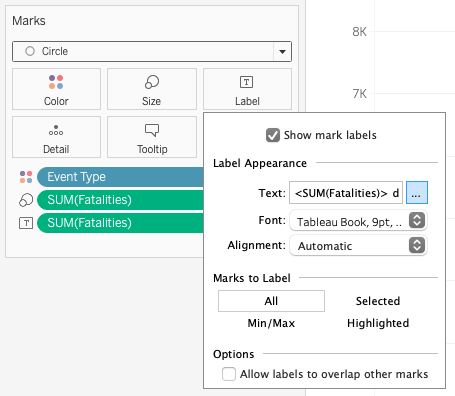 Marks
Circle
Color
Size
Label
Detail
Tooltip
Event Type
SUM(Fatalities)
SUM(Fatalities)
8K
7K
Show mark labels
Label Appearance
Text: <SUM(Fatalities)> d ...
Font: Tableau Book, 9pt, ..
Alignment: Automatic
Marks to Label
All Selected
Min/Max Highlighted
Options
Allow labels to overlap other marks